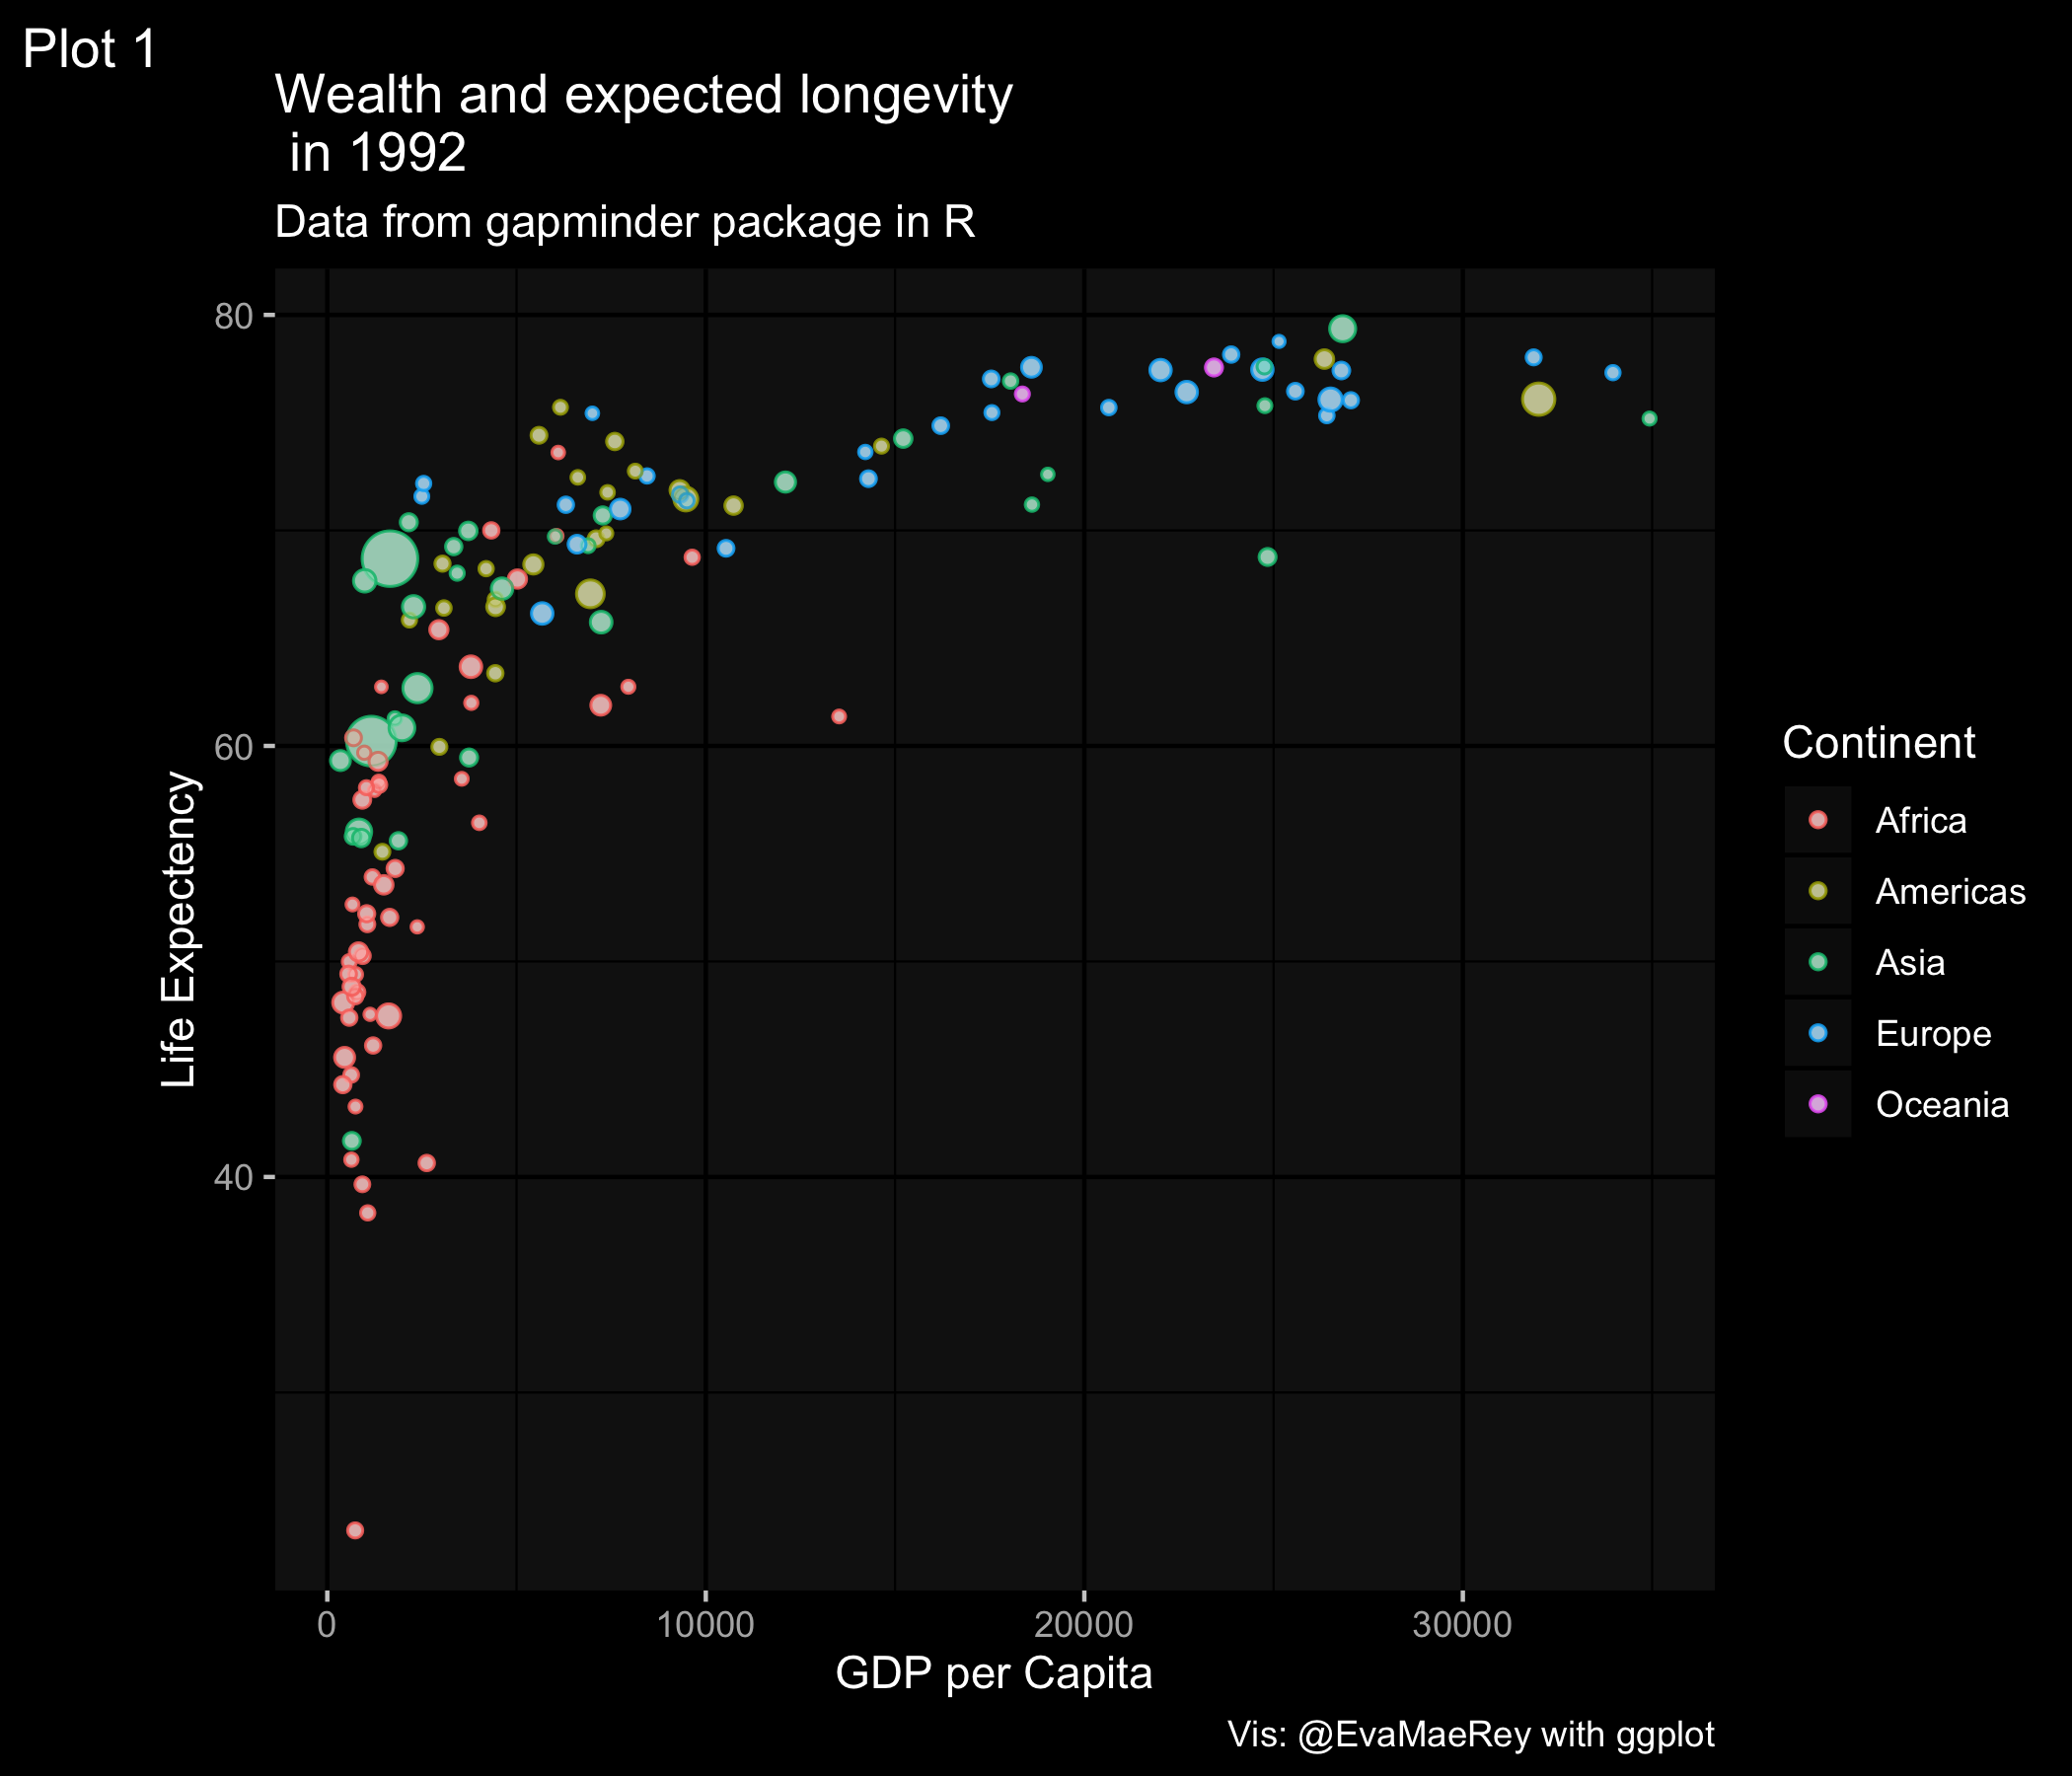 Plot 1
Wealth and expected longevity
in 1992
Data from gapminder package in R
80
60
40
Life Expectency
0 10000 20000 30000
GDP per Capita
Continent
Africa
Americas
Asia
Europe
Oceania
Vis: @EvaMaeRey with ggplot